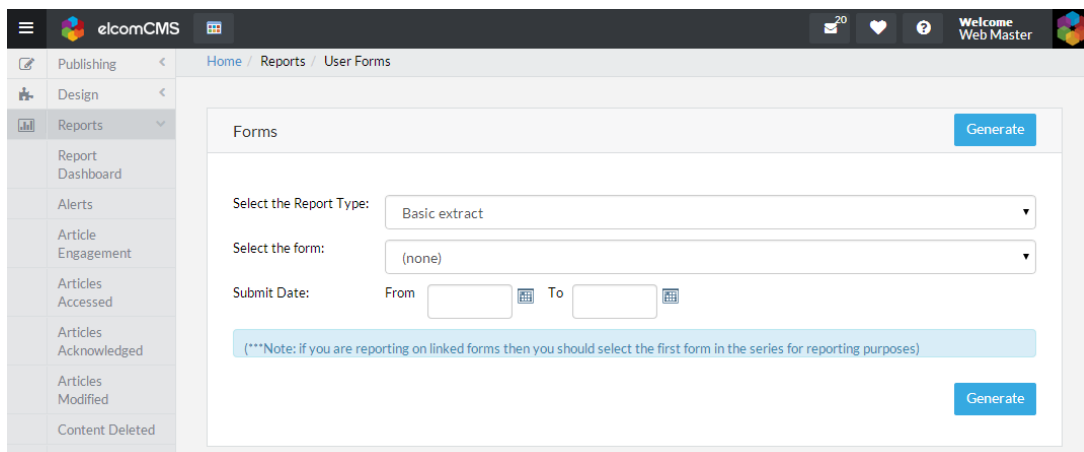 elcomCMS
20
Welcome
Web Master
Publishing
Design
Reports
Report
Dashboard
Alerts
Article
Engagement
Articles
Accessed
Articles
Acknowledged
Articles
Modified
Content Deleted
Home / Reports / User Forms
Forms
Generate
Select the Report Type:
Basic extract
Select the form:
(none)
Submit Date: From To
(***Note: if you are reporting on linked forms then you should select the first form in the series for reporting purposes)
Generate